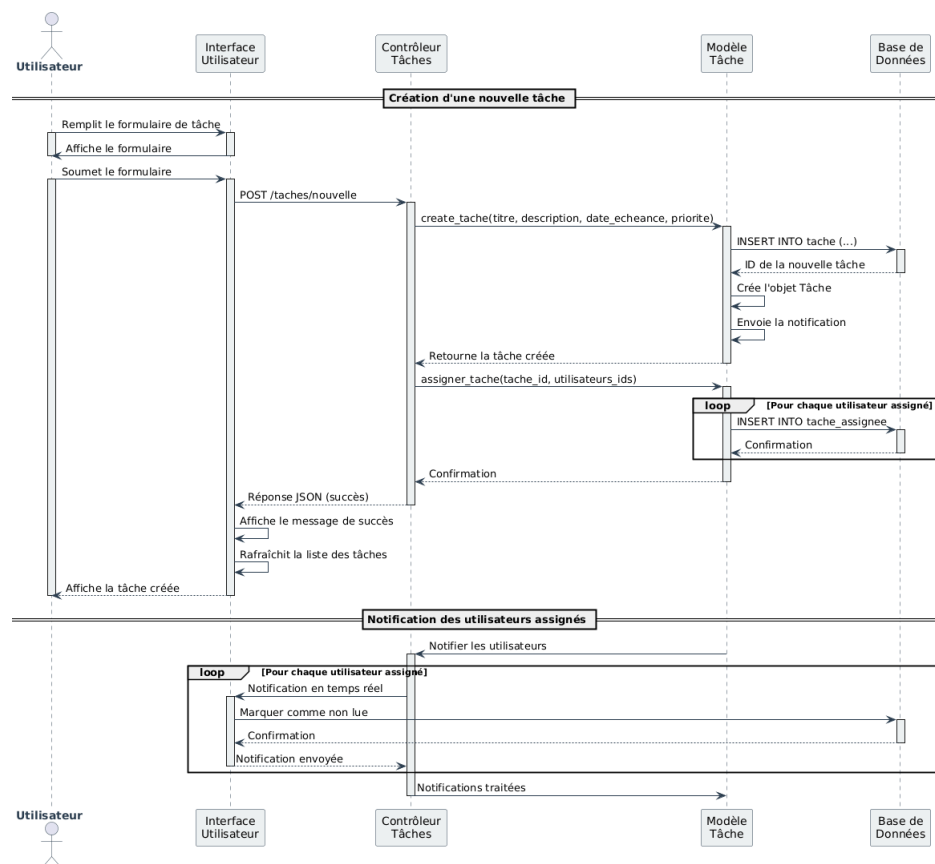 Utilisateur
Interface
Utilisateur
Contrôleur
Tâches
Modèle
Tâche
Base de
Données
Création d'une nouvelle tâche
Remplit le formulaire de tâche
Affiche le formulaire
Soumet le formulaire
POST /taches/nouvelle
create_tache(titre, description, date_echeance, priorite)
INSERT INTO tache (...)
ID de la nouvelle tâche
Crée l'objet Tâche
Envoie la notification
Retourne la tâche créée
assigner_tache(tache_id, utilisateurs_ids)
loop [Pour chaque utilisateur assigné]
INSERT INTO tache_assignee
Confirmation
Confirmation
Réponse JSON (succès)
Affiche le message de succès
Rafraîchit la liste des tâches
Affiche la tâche créée
Notification des utilisateurs assignés
Notifier les utilisateurs
loop [Pour chaque utilisateur assigné]
Notification en temps réel
Marquer comme non lue
Confirmation
Notification envoyée
Notifications traitées
Utilisateur
Interface
Utilisateur
Contrôleur
Tâches
Modèle
Tâche
Base de
Données